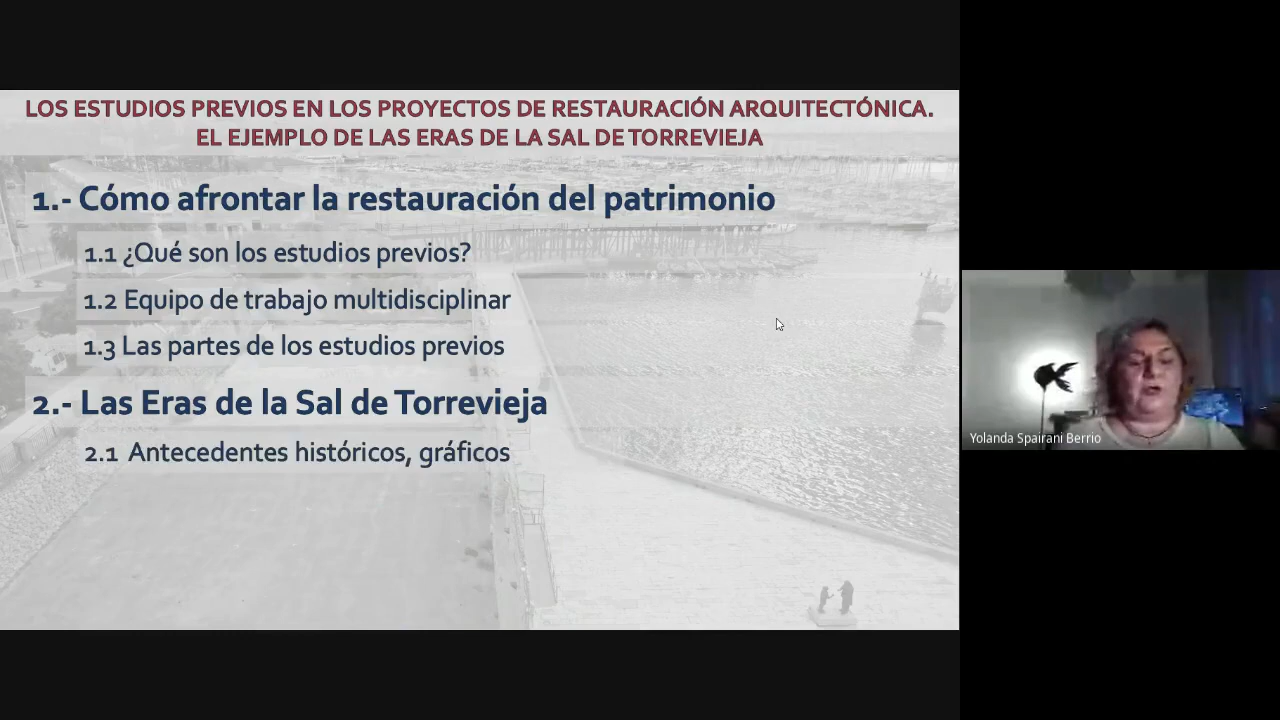 LOS ESTUDIOS PREVIOS EN LOS PROYECTOS DE RESTAURACIÓN ARQUITECTÓNICA.
EL EJEMPLO DE LAS ERAS DE LA SAL DE TORREVIEJA
1.- Cómo afrontar la restauración del patrimonio
1.1 ¿Qué son los estudios previos?
1.2 Equipo de trabajo multidisciplinar
1.3 Las partes de los estudios previos
2.- Las Eras de la Sal de Torrevieja
2.1 Antecedentes históricos, gráficos
Yolanda Spairani Berrio